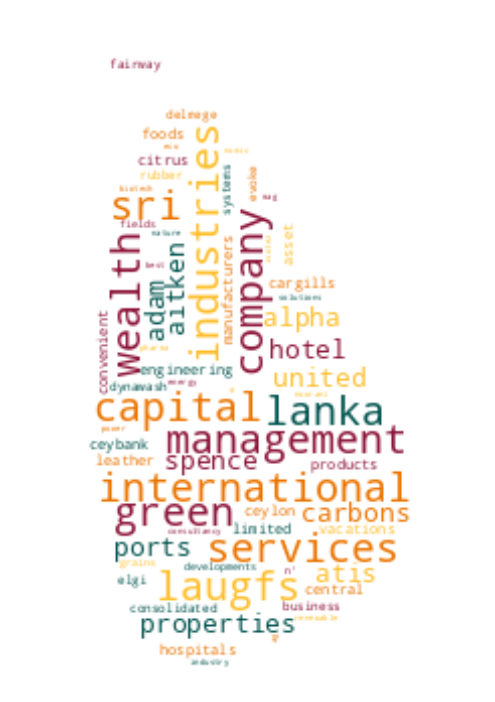 fairway
delmege
foods
eco
citrus
rubber
biotech
sri
fields
nature
industries
systems
evoke
mag
wealth
best
adam
aitken
manufacturers
company
asset
cargills
solutions
alpha
convenient
pharma
hotel
engineering
dynawash
energy
united
capital
lanka
power
management
ceybank
leather
spence
products
international
green
ceylon
carbons
consultancy
limited
vacations
ports
services
grains
developments
n'
atis
elgi
laugfs
central
consolidated
business
renewable
properties
hospitals
industry